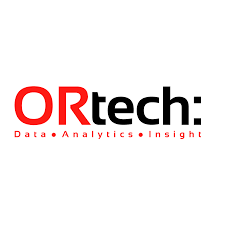 ORtech:
Data • Analytics • Insight